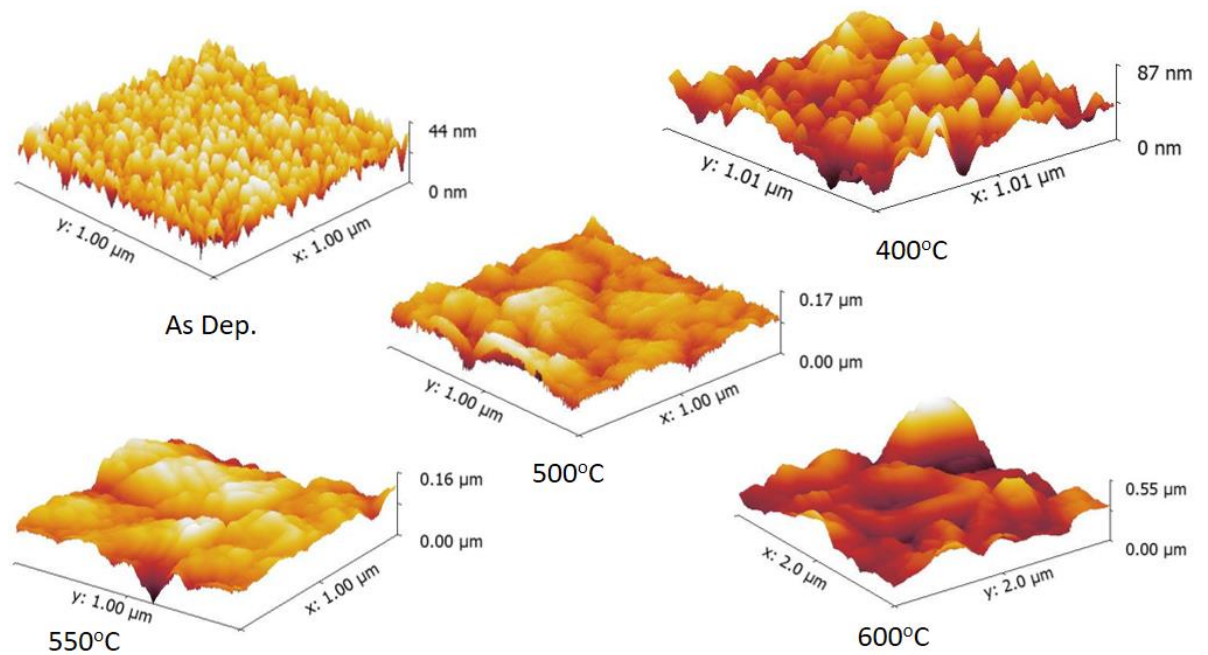 44 nm
0 nm
y: 1.00 µm
x: 1.00 µm
As Dep.
87 nm
0 nm
y: 1.01 µm
x: 1.01 µm
400°C
0.17 µm
0.00 µm
y: 1.00 µm
x: 1.00 µm
500°C
0.16 µm
0.00 µm
y: 1.00 µm
x: 1.00 µm
550°C
0.55 µm
0.00 µm
x: 2.0 µm
y: 2.0 µm
600°C